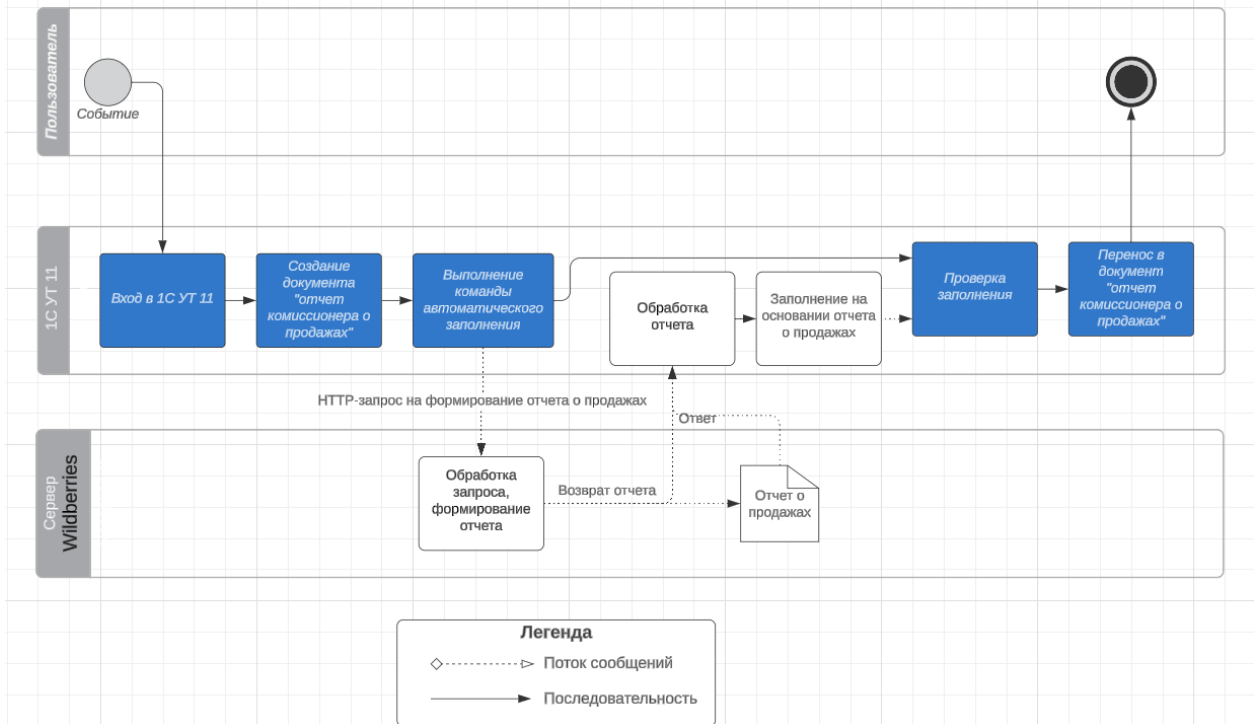 Пользователь
Событие
1С УТ 11
Вход в 1С УТ 11
Создание
документа
"отчет
комиссионера о
продажах"
Выполнение
команды
автоматического
заполнения
Обработка
отчета
Заполнение на
основании отчета
о продажах
Проверка
заполнения
Перенос в
документ
"отчет
комиссионера о
продажах"
HTTP-запрос на формирование отчета о продажах
Ответ
Сервер
Wildberries
Обработка
запроса,
формирование
отчета
Возврат отчета
Отчет о
продажах
Легенда
Поток сообщений
Последовательность